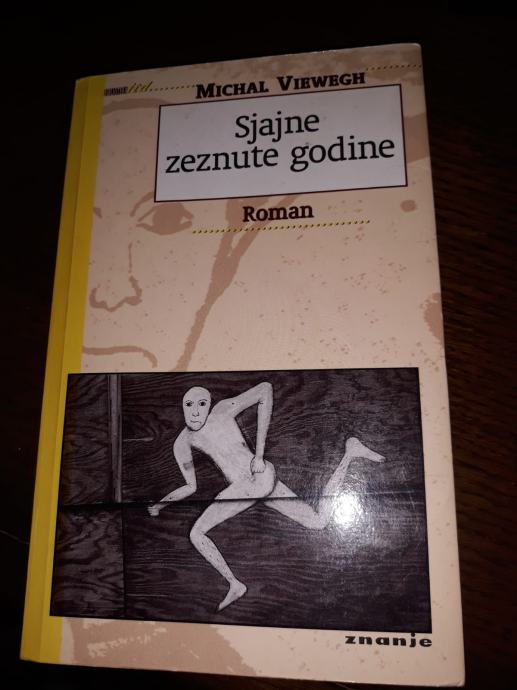 MICHAL VIEWEGH
Sjajne
zeznute godine
Roman
znanje